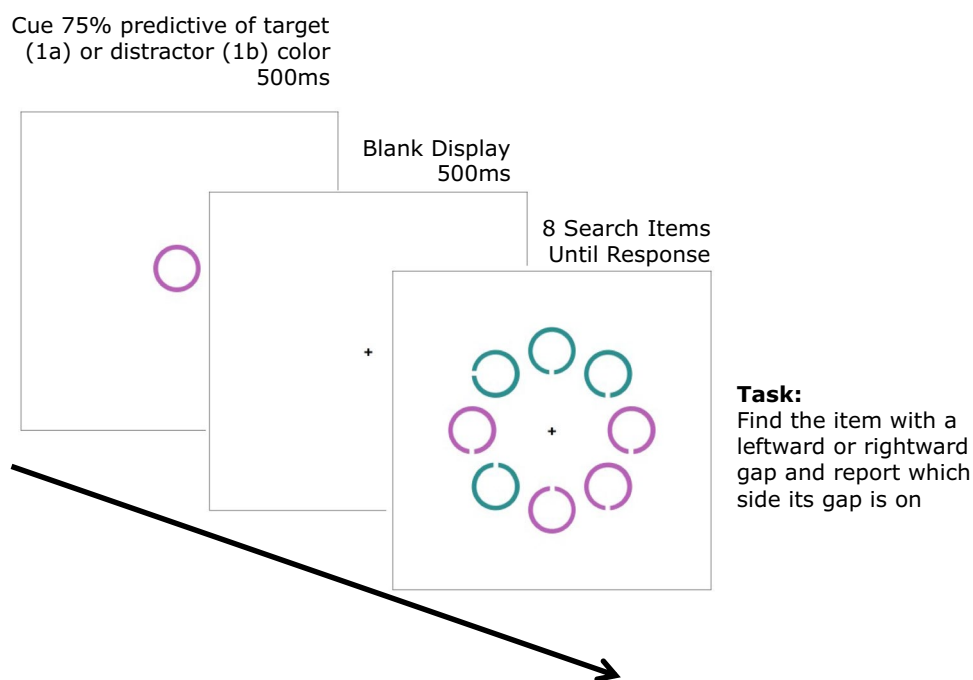 Cue 75% predictive of target
(1a) or distractor (1b) color
500ms
Blank Display
500ms
8 Search Items
Until Response
Task:
Find the item with a
leftward or rightward
gap and report which
side its gap is on